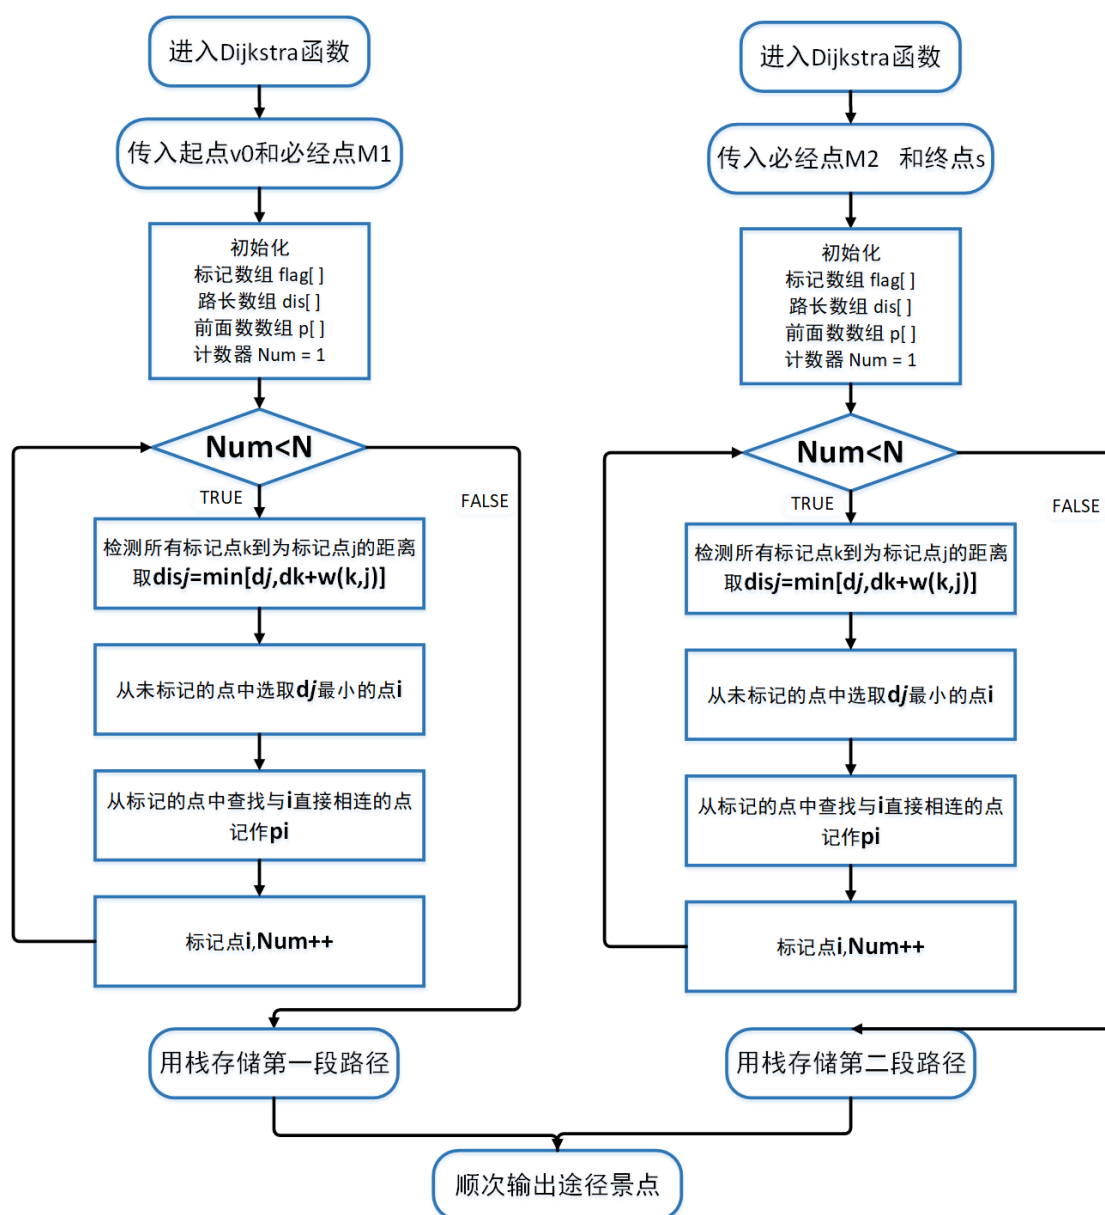 进入Dijkstra函数
传入起点v0和必经点M1
初始化
标记数组 flag[ ]
路长数组 dis[ ]
前面数数组 p[ ]
计数器 Num = 1
Num<N
TRUE
FALSE
检测所有标记点k到为标记点j的距离
取disj=min[dj,dk+w(k,j)]
从未标记的点中选取dj最小的点i
从标记的点中查找与i直接相连的点
记作pi
标记点i,Num++
用栈存储第一段路径
进入Dijkstra函数
传入必经点M2 和终点s
初始化
标记数组 flag[ ]
路长数组 dis[ ]
前面数数组 p[ ]
计数器 Num = 1
Num<N
TRUE
FALSE
检测所有标记点k到为标记点j的距离
取disj=min[dj,dk+w(k,j)]
从未标记的点中选取dj最小的点i
从标记的点中查找与i直接相连的点
记作pi
标记点i,Num++
用栈存储第二段路径
顺次输出途径景点